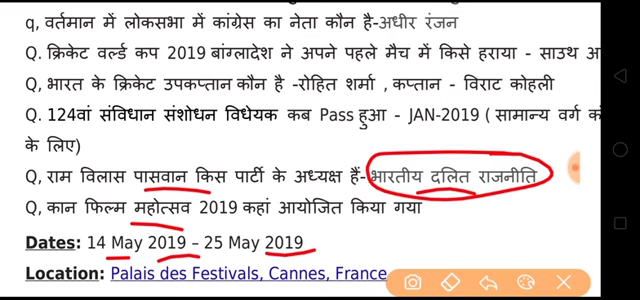 q, वर्तमान में लोकसभा में कांग्रेस का नेता कौन है-अधीर रंजन
Q. क्रिकेट वर्ल्ड कप 2019 बांग्लादेश ने अपने पहले मैच में किसे हराया - साउथ अ
Q, भारत के क्रिकेट उपकप्तान कौन है -रोहित शर्मा , कप्तान - विराट कोहली
Q. 124वां संविधान संशोधन विधेयक कब Pass हुआ - JAN-2019 ( सामान्य वर्ग के
के लिए)
Q, राम विलास पासवान किस पार्टी के अध्यक्ष हैं- भारतीय दलित राजनीति
Q, कान फिल्म महोत्सव 2019 कहां आयोजित किया गया
Dates: 14 May 2019 – 25 May 2019
Location: Palais des Festivals, Cannes, France